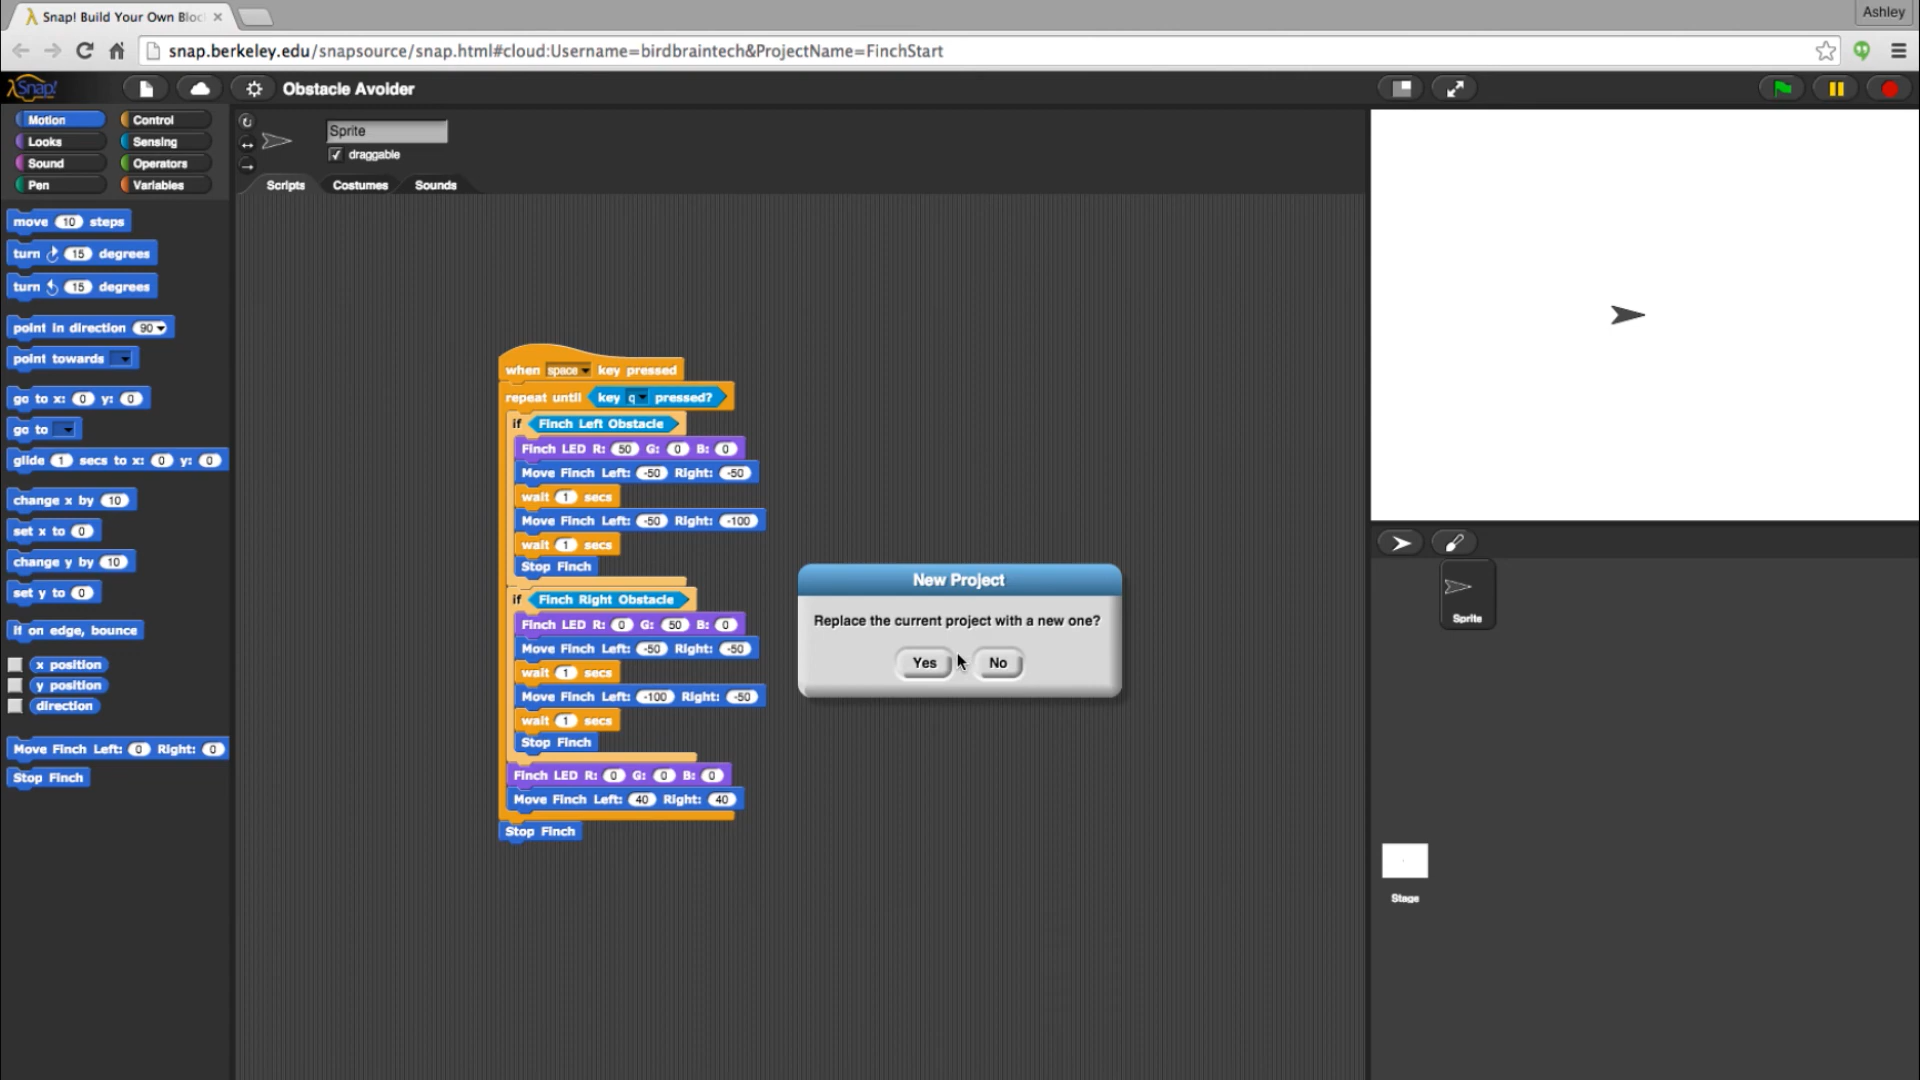 Snap! Build Your Own Bloc
Ashley
snap.berkeley.edu/snapsource/snap.html#cloud:Username=birdbraintech&ProjectName=FinchStart
Snap!
Obstacle Avoider
Motion
Control
Looks
Sensing
Sound
Operators
Pen
Variables
Sprite
draggable
Scripts
Costumes
Sounds
move 10 steps
turn 15 degrees
turn 15 degrees
point in direction 90
point towards
go to x: 0 y: 0
go to
glide 1 secs to x: 0 y: 0
change x by 10
set x to 0
change y by 10
set y to 0
if on edge, bounce
x position
y position
direction
Move Finch Left: 0 Right: 0
Stop Finch
when space key pressed
repeat until key q pressed?
if Finch Left Obstacle
Finch LED R: 50 G: 0 B: 0
Move Finch Left: -50 Right: -50
wait 1 secs
Move Finch Left: -50 Right: -100
wait 1 secs
Stop Finch
if Finch Right Obstacle
Finch LED R: 0 G: 50 B: 0
Move Finch Left: -50 Right: -50
wait 1 secs
Move Finch Left: -100 Right: -50
wait 1 secs
Stop Finch
Finch LED R: 0 G: 0 B: 0
Move Finch Left: 40 Right: 40
Stop Finch
New Project
Replace the current project with a new one?
Yes
No
Sprite
Stage